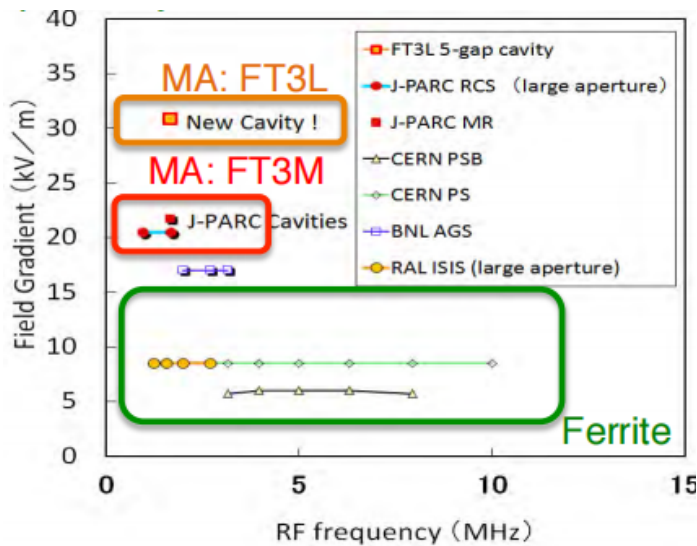 40
35
30
25
20
15
10
5
0
Field Gradient (kV/m)
MA: FT3L
New Cavity !
MA: FT3M
J-PARC Cavities
FT3L 5-gap cavity
J-PARC RCS (large aperture)
J-PARC MR
CERN PSB
CERN PS
BNL AGS
RAL ISIS (large aperture)
Ferrite
0 5 10 15
RF frequency (MHz)